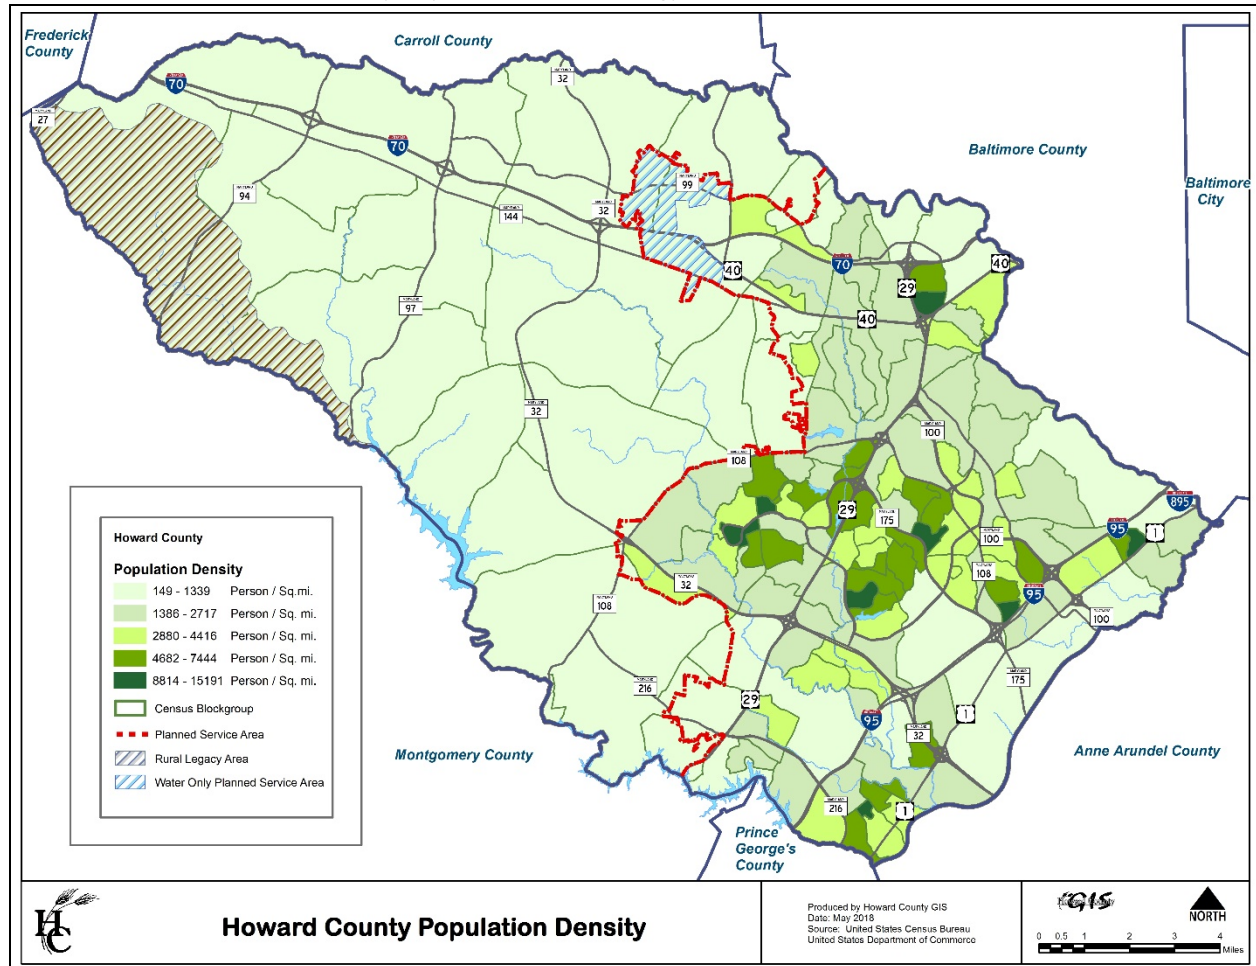 Frederick
County
Carroll County
Baltimore County
Baltimore
City
Montgomery County
Prince
George's
County
Anne Arundel County
27
70
94
70
144
97
32
32
99
40
70
29
40
40
32
108
100
29
175
100
108
95
895
1
95
100
175
32
108
216
29
95
32
1
216
1
Howard County
Population Density
149 - 1339 Person / Sq. mi.
1386 - 2717 Person / Sq. mi.
2880 - 4416 Person / Sq. mi.
4682 - 7444 Person / Sq. mi.
8814 - 15191 Person / Sq. mi.
Census Blockgroup
Planned Service Area
Rural Legacy Area
Water Only Planned Service Area
HC
Howard County Population Density
Produced by Howard County GIS
Date: May 2018
Source: United States Census Bureau
United States Department of Commerce
GIS
NORTH
0 0.5 1 2 3 4
Miles